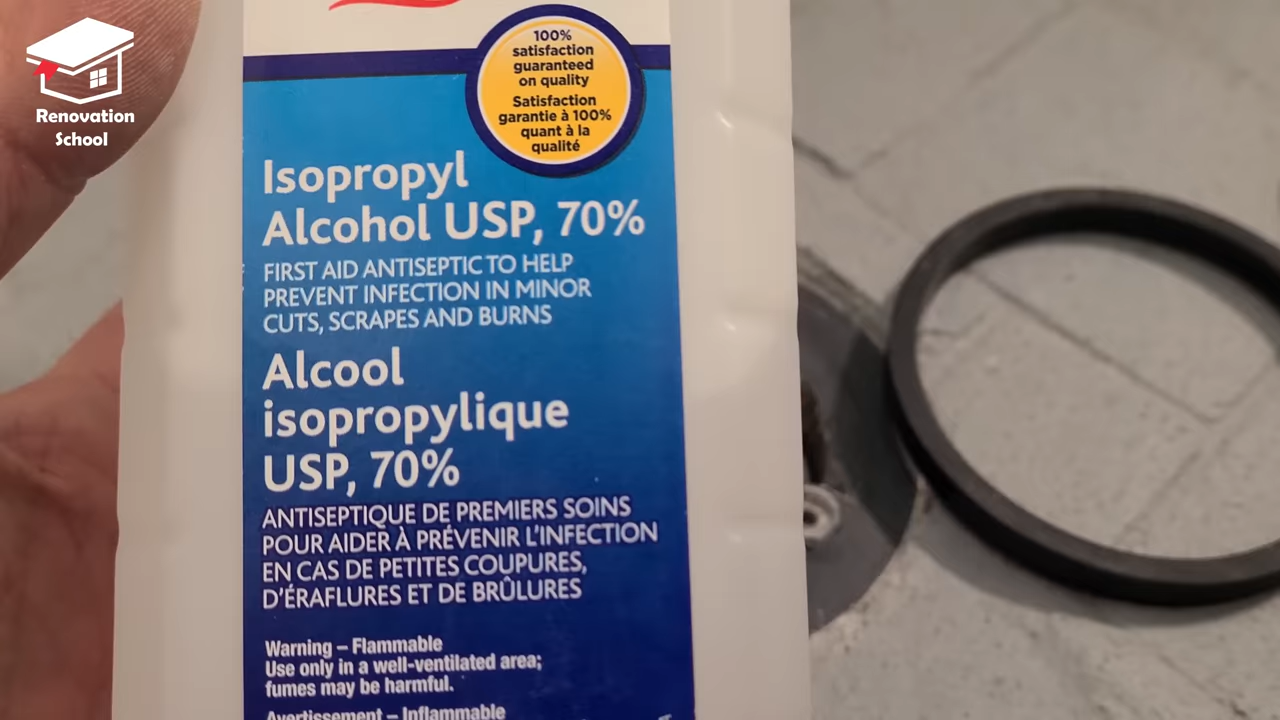 Renovation
School
100%
satisfaction
guaranteed
on quality
Satisfaction
garantie à 100%
quant à la
qualité
Isopropyl
Alcohol USP, 70%
FIRST AID ANTISEPTIC TO HELP
PREVENT INFECTION IN MINOR
CUTS, SCRAPES AND BURNS
Alcool
isopropylique
USP, 70%
ANTISEPTIQUE DE PREMIERS SOINS
POUR AIDER À PRÉVENIR L'INFECTION
EN CAS DE PETITES COUPURES,
D'ÉRAFLURES ET DE BRÛLURES
Warning – Flammable
Use only in a well-ventilated area;
fumes may be harmful.
Avertissement – Inflammable